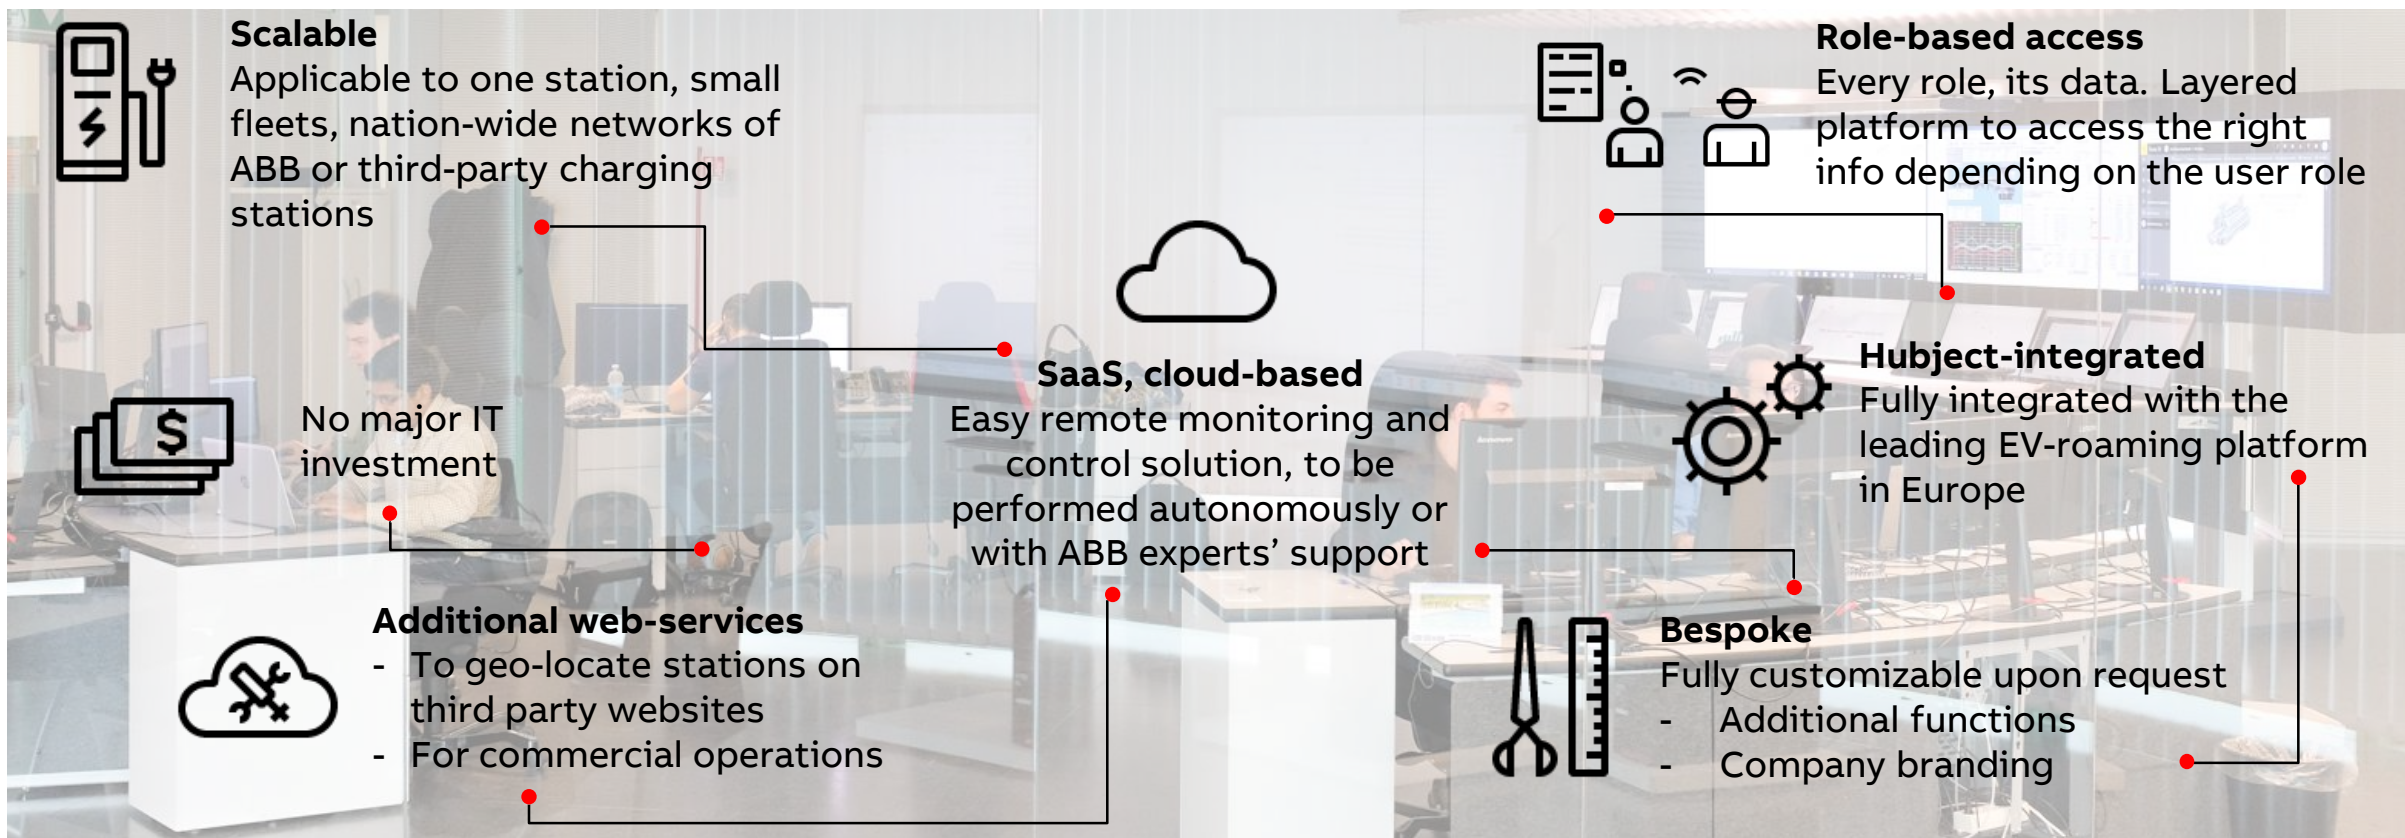 Scalable
Applicable to one station, small
fleets, nation-wide networks of
ABB or third-party charging
stations
$
No major IT
investment
Additional web-services
- To geo-locate stations on
third party websites
- For commercial operations
SaaS, cloud-based
Easy remote monitoring and
control solution, to be
performed autonomously or
with ABB experts’ support
Role-based access
Every role, its data. Layered
platform to access the right
info depending on the user role
Hubject-integrated
Fully integrated with the
leading EV-roaming platform
in Europe
Bespoke
Fully customizable upon request
- Additional functions
- Company branding